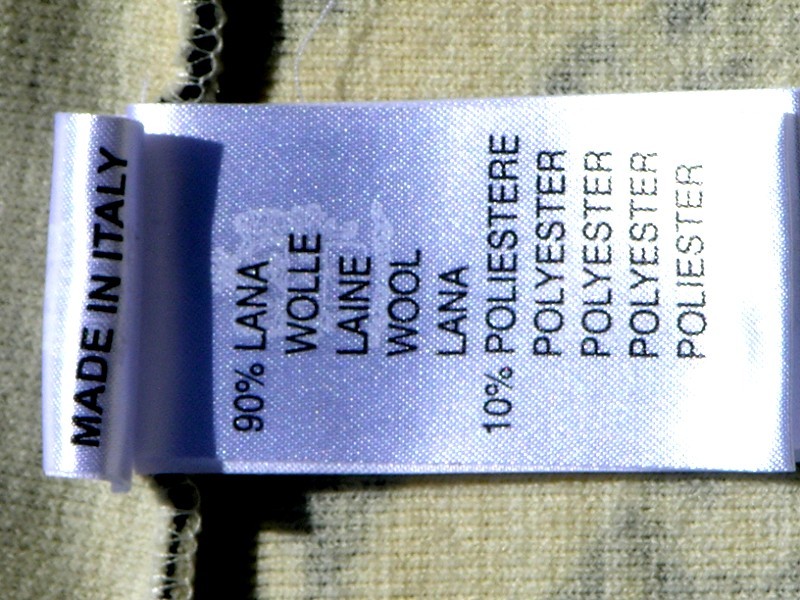 MADE IN ITALY
90% LANA
WOLLE
LAINE
WOOL
LANA
10% POLIESTERE
POLYESTER
POLYESTER
POLYESTER
POLIESTER